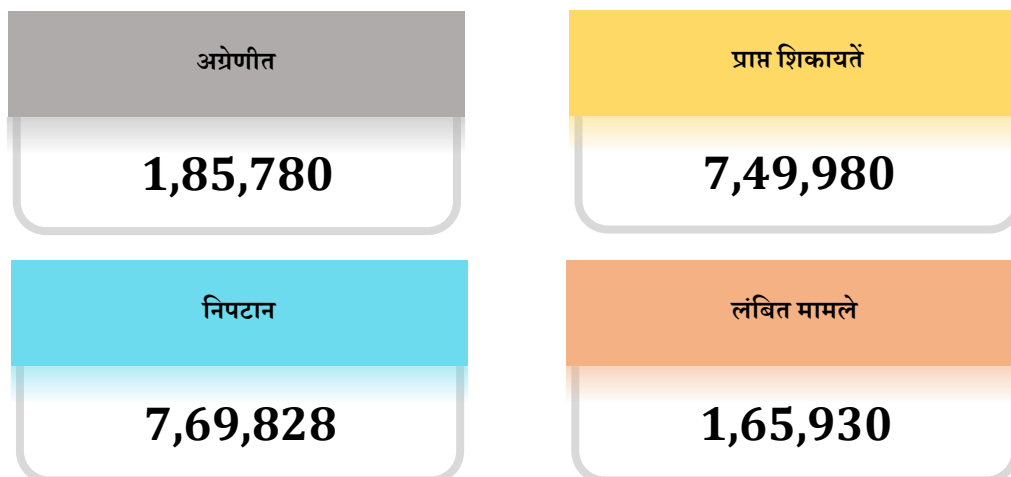 अग्रेणीत
1,85,780
प्राप्त शिकायतें
7,49,980
निपटान
7,69,828
लंबित मामले
1,65,930